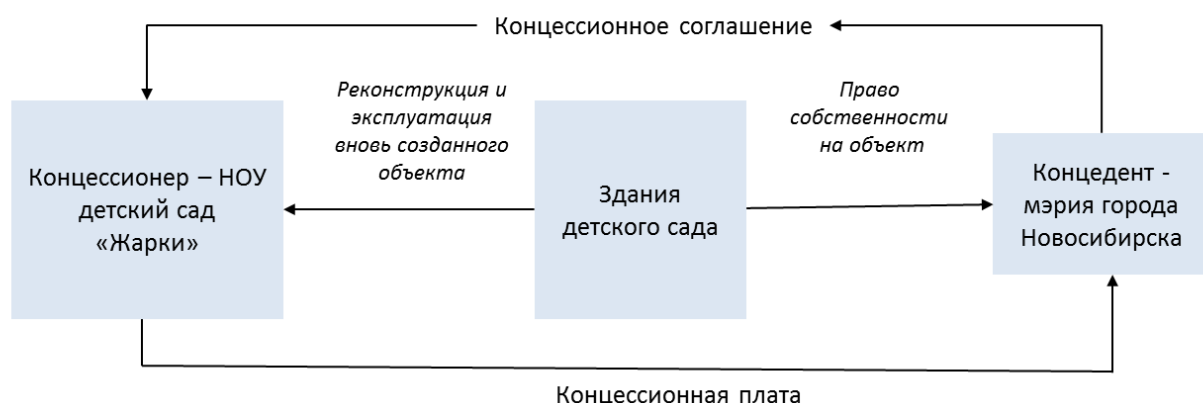 Концессионное соглашение
Реконструкция и
эксплуатация
вновь созданного
объекта
Право
собственности
на объект
Концессионер – НОУ
детский сад
«Жарки»
Здания
детского сада
Концедент -
мэрия города
Новосибирска
Концессионная плата